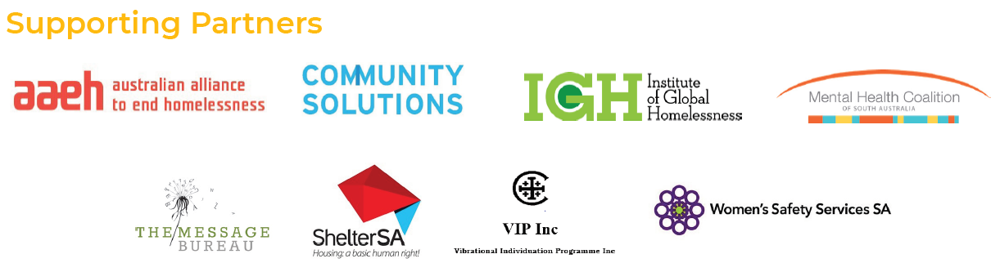 Supporting Partners
aaeh australian alliance
to end homelessness
COMMUNITY
SOLUTIONS
IGH Institute
of Global
Homelessness
Mental Health Coalition
OF SOUTH AUSTRALIA
THE MESSAGE
BUREAU
ShelterSA
Housing: a basic human right!
VIP Inc
Vibrational Individuation Programme Inc
Women's Safety Services SA